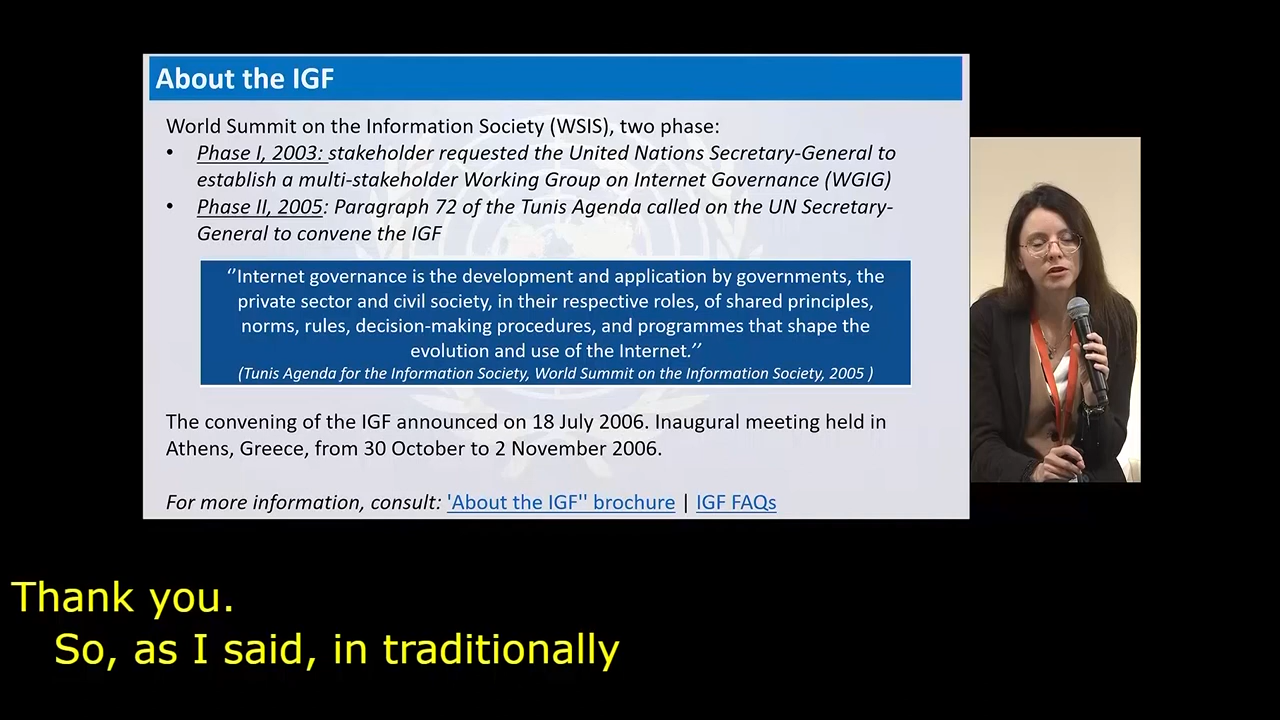 About the IGF
World Summit on the Information Society (WSIS), two phase:
• Phase I, 2003: stakeholder requested the United Nations Secretary-General to
establish a multi-stakeholder Working Group on Internet Governance (WGIG)
• Phase II, 2005: Paragraph 72 of the Tunis Agenda called on the UN Secretary-
General to convene the IGF
‘’Internet governance is the development and application by governments, the
private sector and civil society, in their respective roles, of shared principles,
norms, rules, decision-making procedures, and programmes that shape the
evolution and use of the Internet.’’
(Tunis Agenda for the Information Society, World Summit on the Information Society, 2005 )
The convening of the IGF announced on 18 July 2006. Inaugural meeting held in
Athens, Greece, from 30 October to 2 November 2006.
For more information, consult: 'About the IGF'' brochure | IGF FAQs
Thank you.
So, as I said, in traditionally